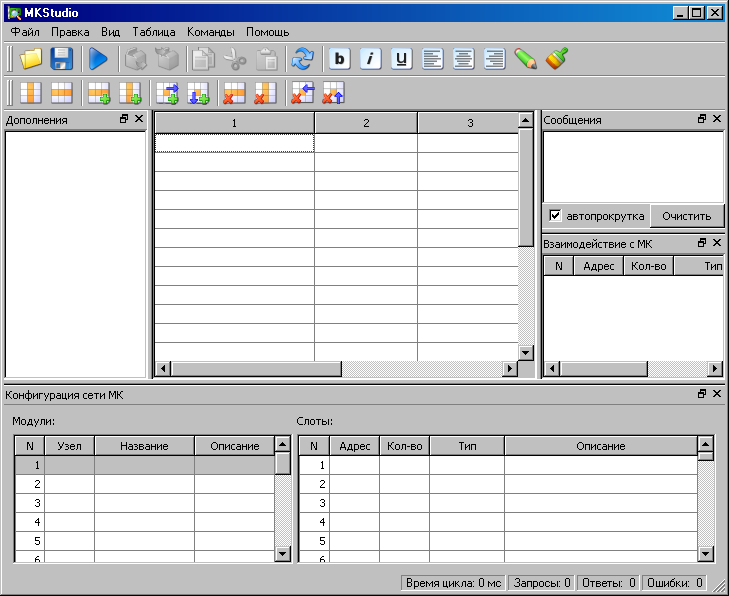 MKStudio
Файл Правка Вид Таблица Команды Помощь
b i u
Дополнения
1 2 3
Сообщения
автопрокрутка Очистить
Взаимодействие с МК
N Адрес Кол-во Тип
Конфигурация сети МК
Модули: Слоты:
N Узел Название Описание N Адрес Кол-во Тип Описание
1 1
2 2
3 3
4 4
5 5
6 6
Время цикла: 0 мс Запросы: 0 Ответы: 0 Ошибки: 0